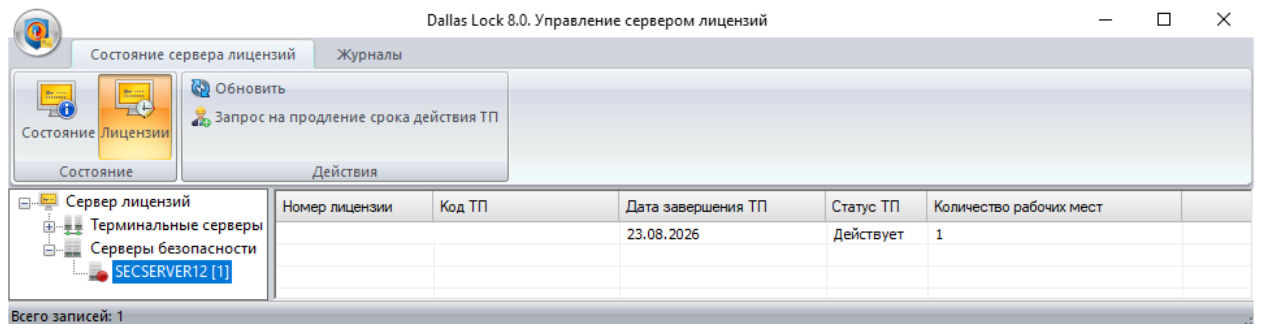 Dallas Lock 8.0. Управление сервером лицензий
Состояние сервера лицензий Журналы
Обновить
Запрос на продление срока действия ТП
Состояние Лицензии
Состояние Действия
Сервер лицензий
Терминальные серверы
Серверы безопасности
SECSERVER12 [1]
Номер лицензии Код ТП Дата завершения ТП Статус ТП Количество рабочих мест
23.08.2026 Действует 1
Всего записей: 1